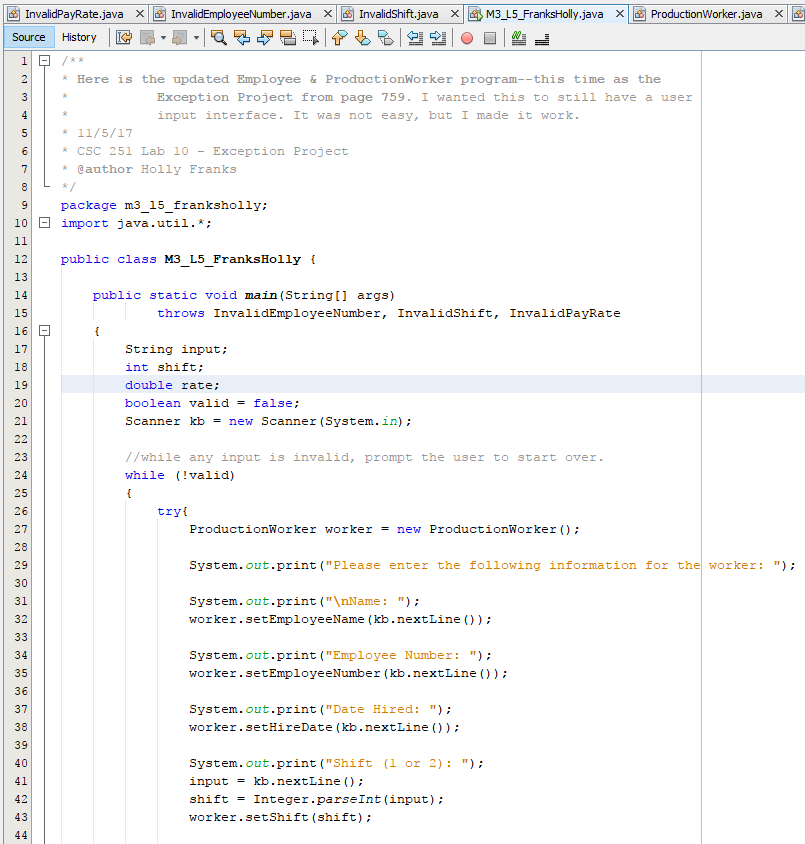 InvalidPayRate.java InvalidEmployeeNumber.java InvalidShift.java M3_L5_FranksHolly.java ProductionWorker.java
Source History
1 /**
2 * Here is the updated Employee & ProductionWorker program--this time as the
3 * Exception Project from page 759. I wanted this to still have a user
4 * input interface. It was not easy, but I made it work.
5 * 11/5/17
6 * CSC 251 Lab 10 - Exception Project
7 * @author Holly Franks
8 */
9 package m3_l5_franksholly;
10 import java.util.*;
11
12 public class M3_L5_FranksHolly {
13
14 public static void main(String[] args)
15 throws InvalidEmployeeNumber, InvalidShift, InvalidPayRate
16 {
17 String input;
18 int shift;
19 double rate;
20 boolean valid = false;
21 Scanner kb = new Scanner(System.in);
22
23 //while any input is invalid, prompt the user to start over.
24 while (!valid)
25 {
26 try{
27 ProductionWorker worker = new ProductionWorker();
28
29 System.out.print("Please enter the following information for the worker: ");
30
31 System.out.print("\nName: ");
32 worker.setEmployeeName(kb.nextLine());
33
34 System.out.print("Employee Number: ");
35 worker.setEmployeeNumber(kb.nextLine());
36
37 System.out.print("Date Hired: ");
38 worker.setHireDate(kb.nextLine());
39
40 System.out.print("Shift (1 or 2): ");
41 input = kb.nextLine();
42 shift = Integer.parseInt(input);
43 worker.setShift(shift);
44